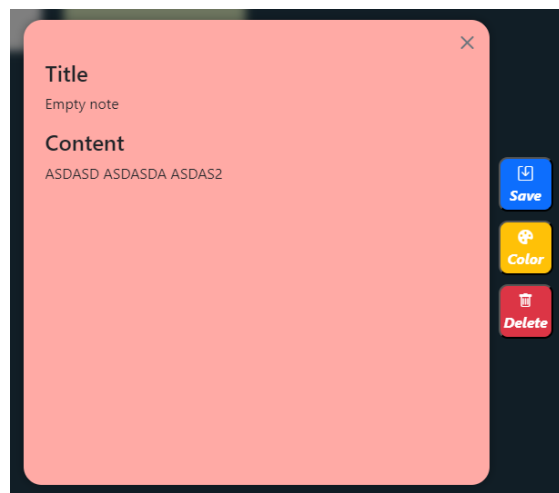 Title
Empty note
Content
ASDASD ASDASDA ASDAS2
Save
Color
Delete